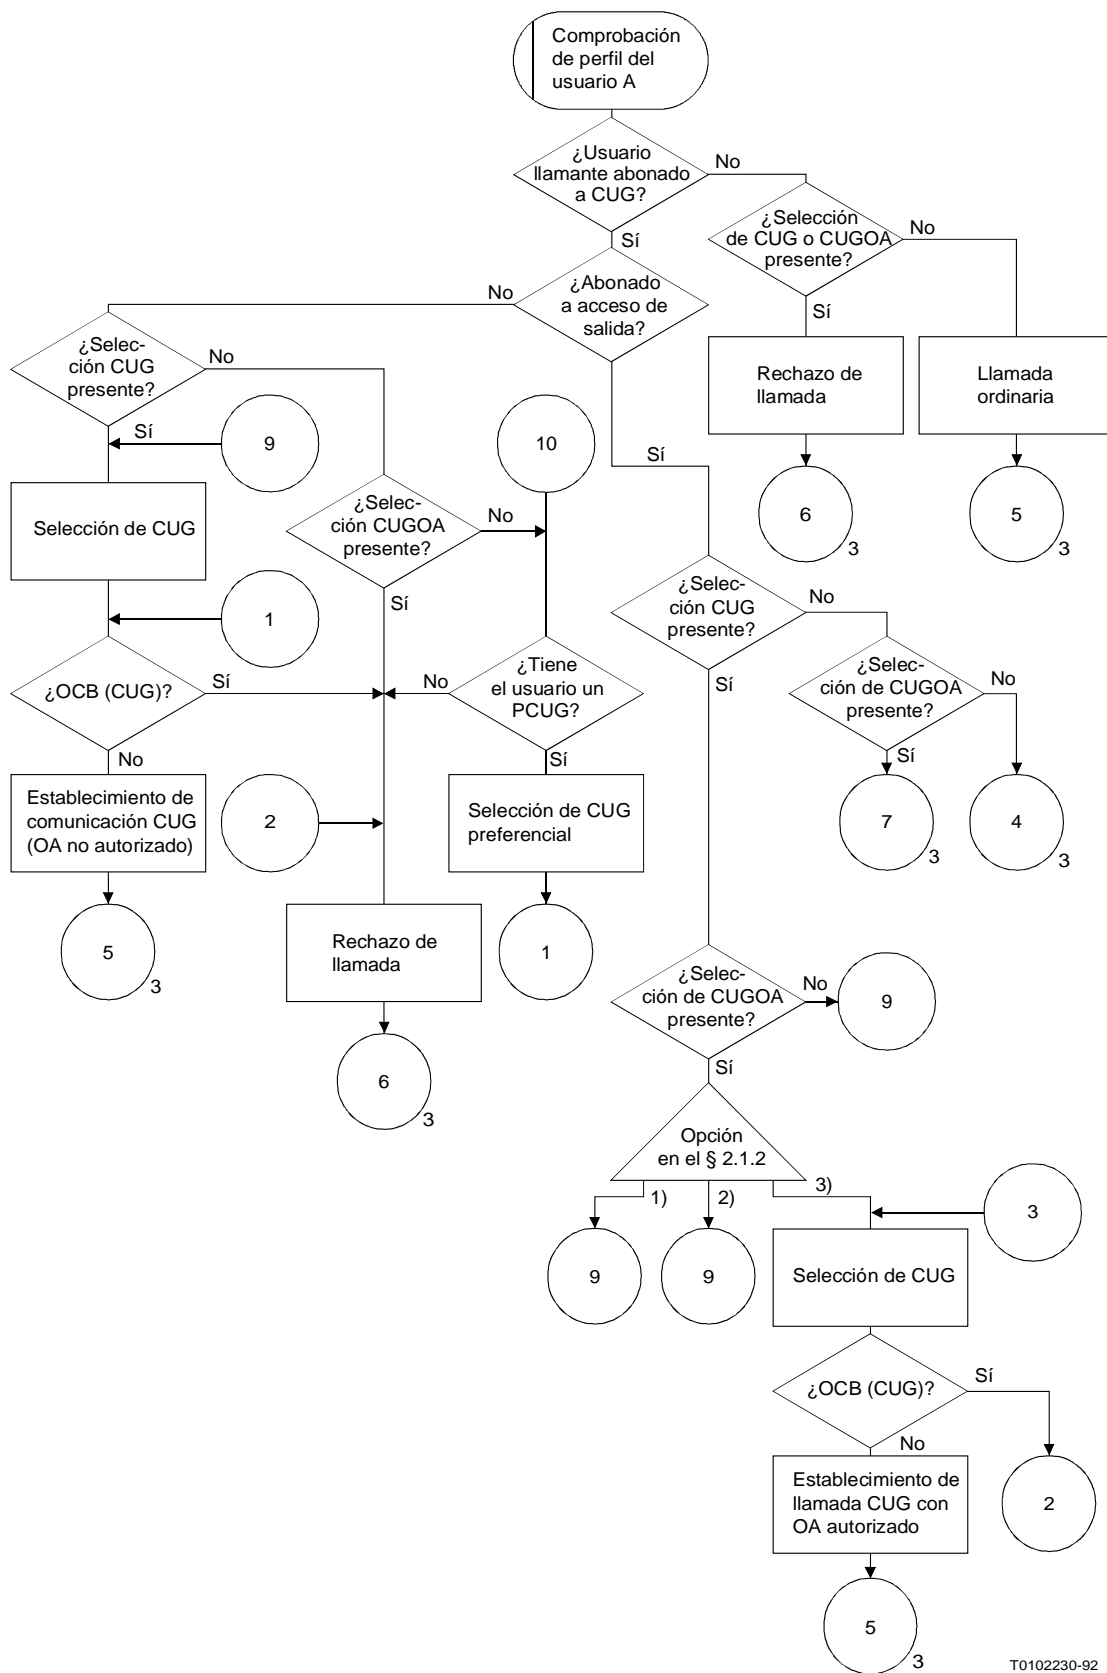 Comprobación
de perfil del
usuario A
¿Usuario
llamante abonado
a CUG?
No
Sí
¿Selección
de CUG o CUGOA
presente?
No
Sí
¿Abonado
a acceso de
salida?
No
Sí
Rechazo de
llamada
Llamada
ordinaria
6
3
5
3
¿Selec-
ción CUG
presente?
No
Sí
9
10
Selección de CUG
¿Selec-
ción CUGOA
presente?
No
Sí
1
¿OCB (CUG)?
Sí
No
¿Tiene
el usuario un
PCUG?
No
Sí
¿Selec-
ción CUG
presente?
No
Sí
¿Selec-
ción de CUGOA
presente?
No
Sí
7
3
4
3
Establecimiento de
comunicación CUG
(OA no autorizado)
2
Selección de CUG
preferencial
5
3
Rechazo de
llamada
1
6
3
¿Selec-
ción de CUGOA
presente?
No
9
Sí
Opción
en el § 2.1.2
1)
2)
3)
9
9
3
Selección de CUG
¿OCB (CUG)?
Sí
No
2
Establecimiento de
llamada CUG con
OA autorizado
5
3
T0102230-92